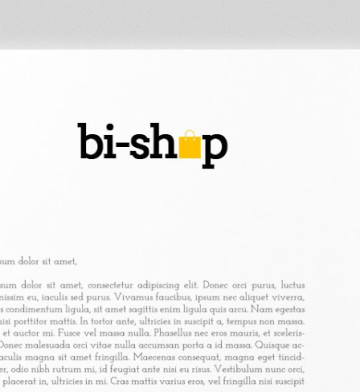 bi-shop
sum dolor sit amet,
sum dolor sit amet, consectetur adipiscing elit. Donec orci purus, luctus
nissim eu, iaculis sed purus. Vivamus faucibus, ipsum nec aliquet viverra,
condimentum ligula, sit amet sagittis enim ligula quis arcu. Nam egestas
nisi porttitor mattis. In tortor ante, ultricies in suscipit a, tempus non massa.
et auctor mi. Fusce vel massa nulla. Phasellus nec eros mauris, et sceleris-
Donec malesuada orci vitae nulla accumsan porta a id massa. Quisque ac-
iaculis magna sit amet fringilla. Maecenas consequat, magna eget tincid-
er, odio nibh rutrum mi, id feugiat ante nisi eu risus. Vestibulum nunc orci,
placerat in, ultricies in mi. Cras mattis varius eros, vel fringilla nisi suscipit